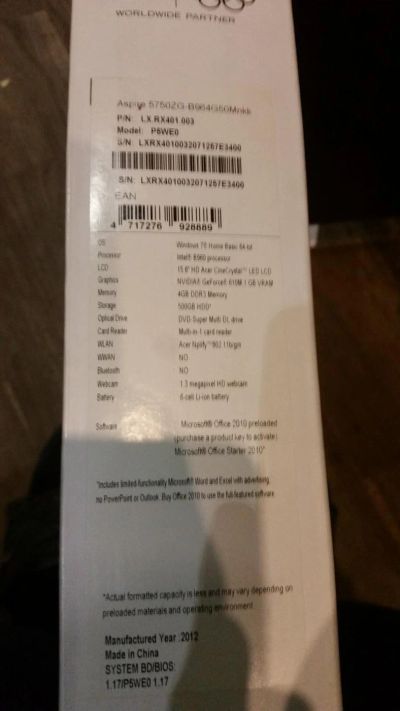 WORLDWIDE PARTNER
Aspire 5750ZG-B964G50Mnkk
P/N: LX.RX401.003
Model: P5WE0
S/N: LXRX4010032071267E3400
S/N: LXRX4010032071267E3400
EAN
4 717276 928889
OS Windows 7® Home Basic 64-bit
Processor Intel® B960 processor
LCD 15.6" HD Acer CineCrystal™ LED LCD
Graphics NVIDIA® GeForce® 610M 1 GB VRAM
Memory 4GB DDR3 Memory
Storage 500GB HDD*
Optical Drive DVD-Super Multi DL drive
Card Reader Multi-in-1 card reader
WLAN Acer Nplify™802.11b/g/n
WWAN NO
Bluetooth NO
Webcam 1.3 megapixel HD webcam
Battery 6-cell Li-ion battery
Software Microsoft® Office 2010 preloaded
(purchase a product key to activate)
Microsoft® Office Starter 2010*
*Includes limited-functionality Microsoft® Word and Excel with advertising,
no PowerPoint or Outlook. Buy Office 2010 to use the full-featured software.
*Actual formatted capacity is less and may vary depending on
preloaded materials and operating environment
Manufactured Year :2012
Made in China
SYSTEM BD/BIOS:
1.17/P5WE0 1.17